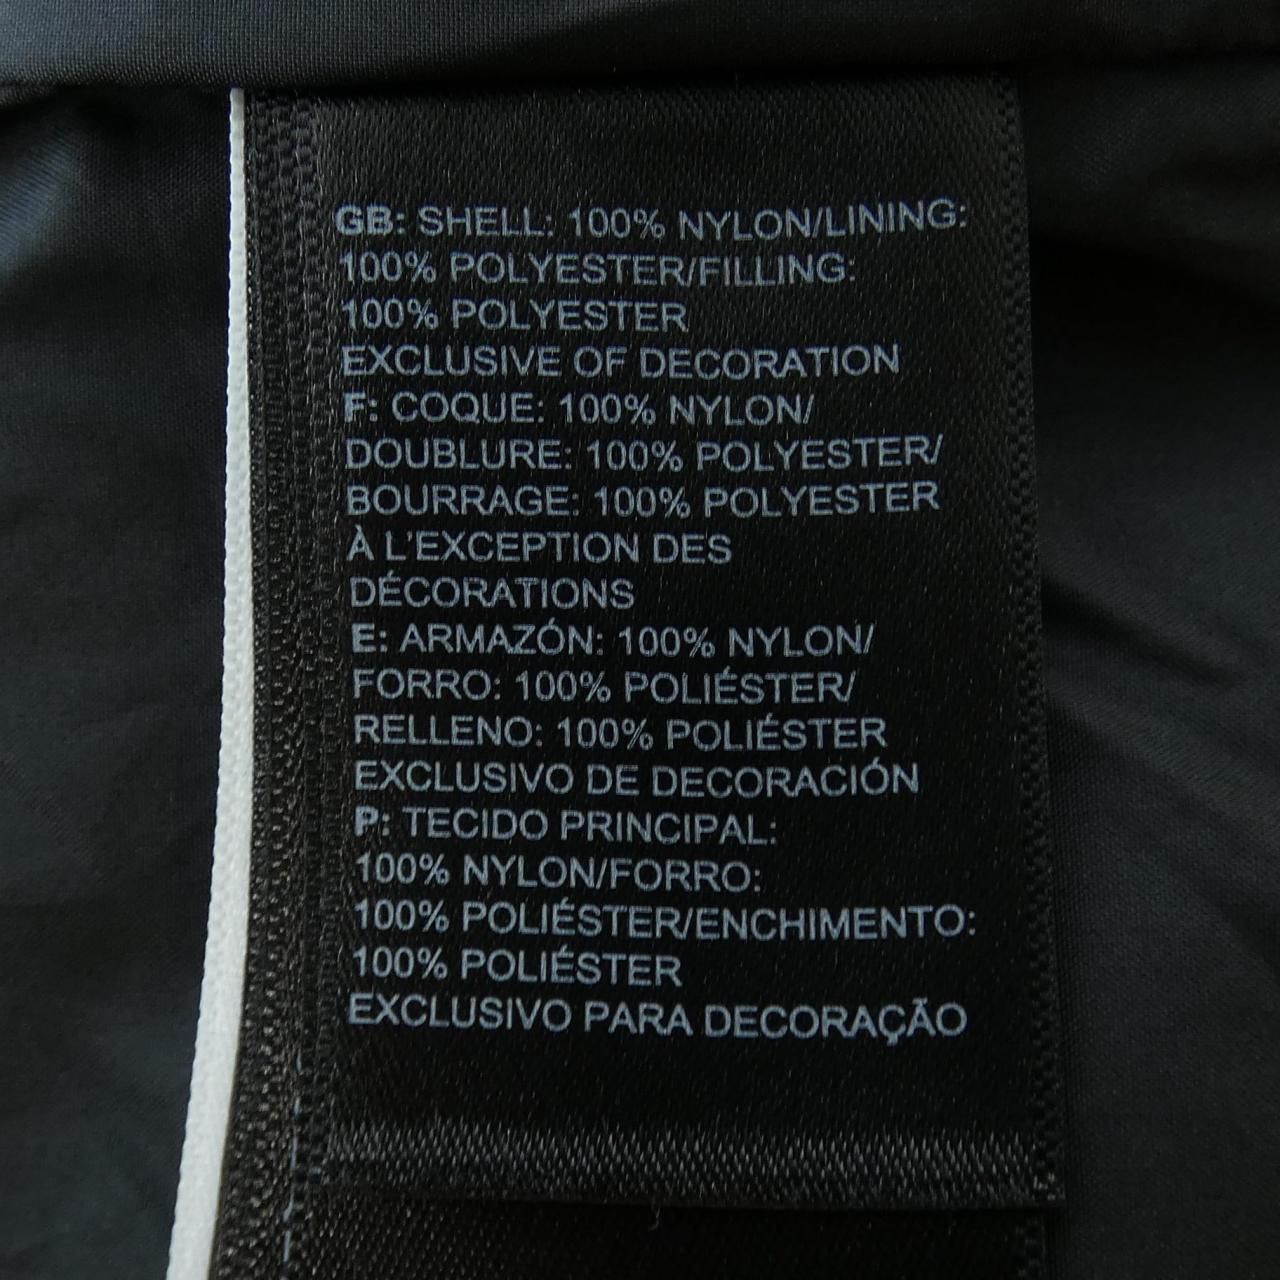 GB: SHELL: 100% NYLON/LINING:
100% POLYESTER/FILLING:
100% POLYESTER
EXCLUSIVE OF DECORATION
F: COQUE: 100% NYLON/
DOUBLURE: 100% POLYESTER/
BOURRAGE: 100% POLYESTER
À L'EXCEPTION DES
DÉCORATIONS
E: ARMAZÓN: 100% NYLON/
FORRO: 100% POLIÉSTER/
RELLENO: 100% POLIÉSTER
EXCLUSIVO DE DECORACIÓN
P: TECIDO PRINCIPAL:
100% NYLON/FORRO:
100% POLIÉSTER/ENCHIMENTO:
100% POLIÉSTER
EXCLUSIVO PARA DECORAÇÃO